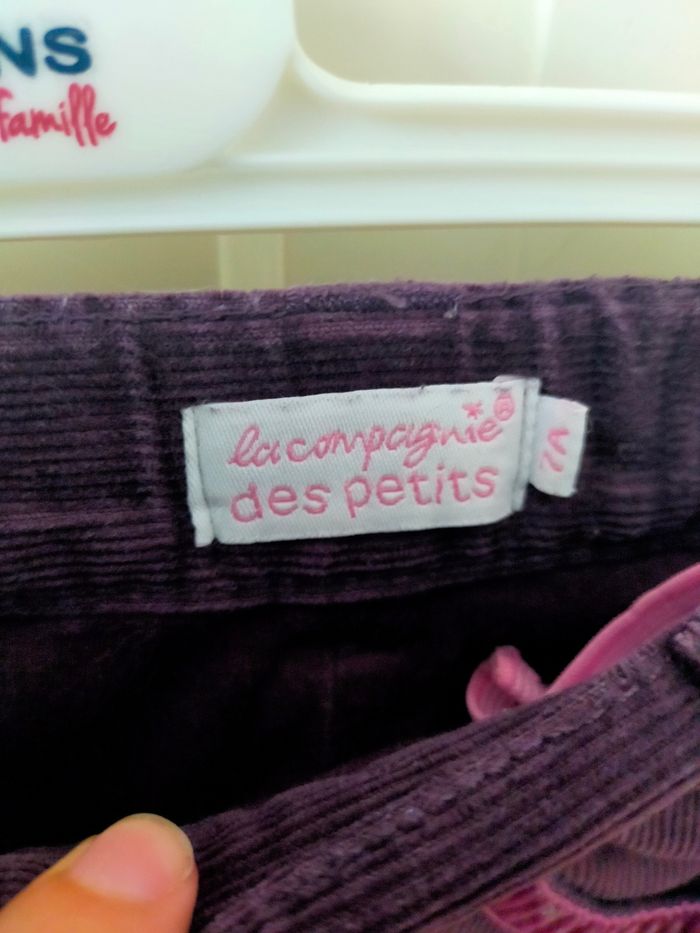 NS
famille
la compagnie*®
des petits
7A